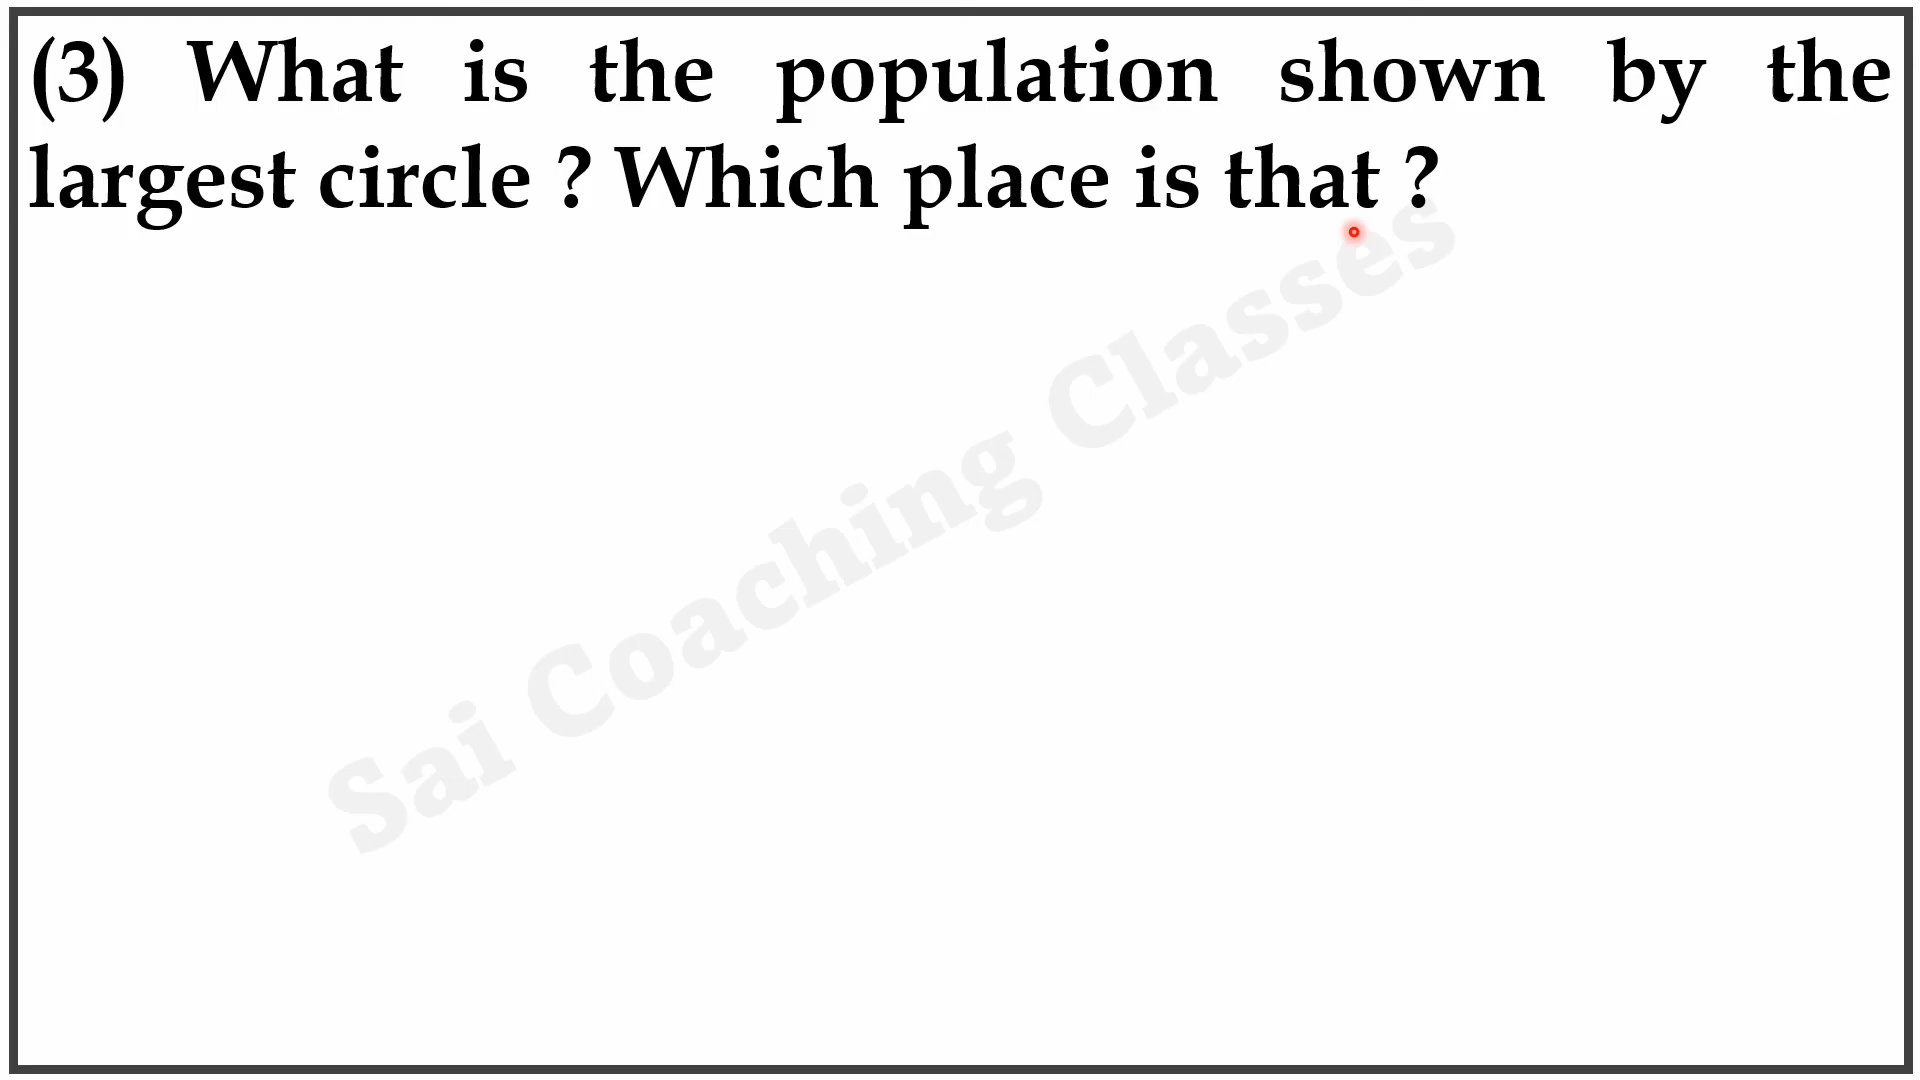 (3) What is the population shown by the
largest circle ? Which place is that ?
Sai Coaching Classes